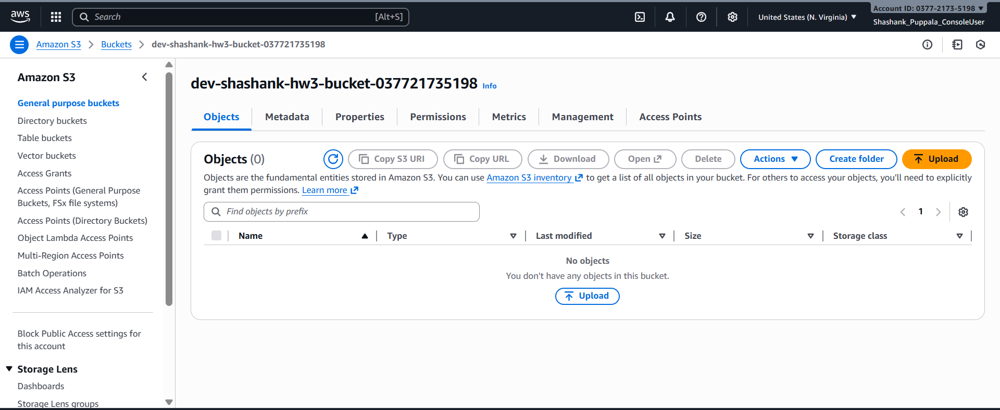 aws
Search [Alt+S]
United States (N. Virginia)
Account ID: 0377-2173-5198
Shashank_Puppala_ConsoleUser
Amazon S3
Buckets
dev-shashank-hw3-bucket-037721735198
Amazon S3
General purpose buckets
Directory buckets
Table buckets
Vector buckets
Access Grants
Access Points (General Purpose
Buckets, FSx file systems)
Access Points (Directory Buckets)
Object Lambda Access Points
Multi-Region Access Points
Batch Operations
IAM Access Analyzer for S3
Block Public Access settings for
this account
Storage Lens
Dashboards
Storage Lens groups
dev-shashank-hw3-bucket-037721735198 Info
Objects Metadata Properties Permissions Metrics Management Access Points
Objects (0)
Copy S3 URI Copy URL Download Open Delete Actions Create folder Upload
Objects are the fundamental entities stored in Amazon S3. You can use Amazon S3 inventory to get a list of all objects in your bucket. For others to access your objects, you'll need to explicitly
grant them permissions. Learn more
Find objects by prefix
1
Name Type Last modified Size Storage class
No objects
You don't have any objects in this bucket.
Upload